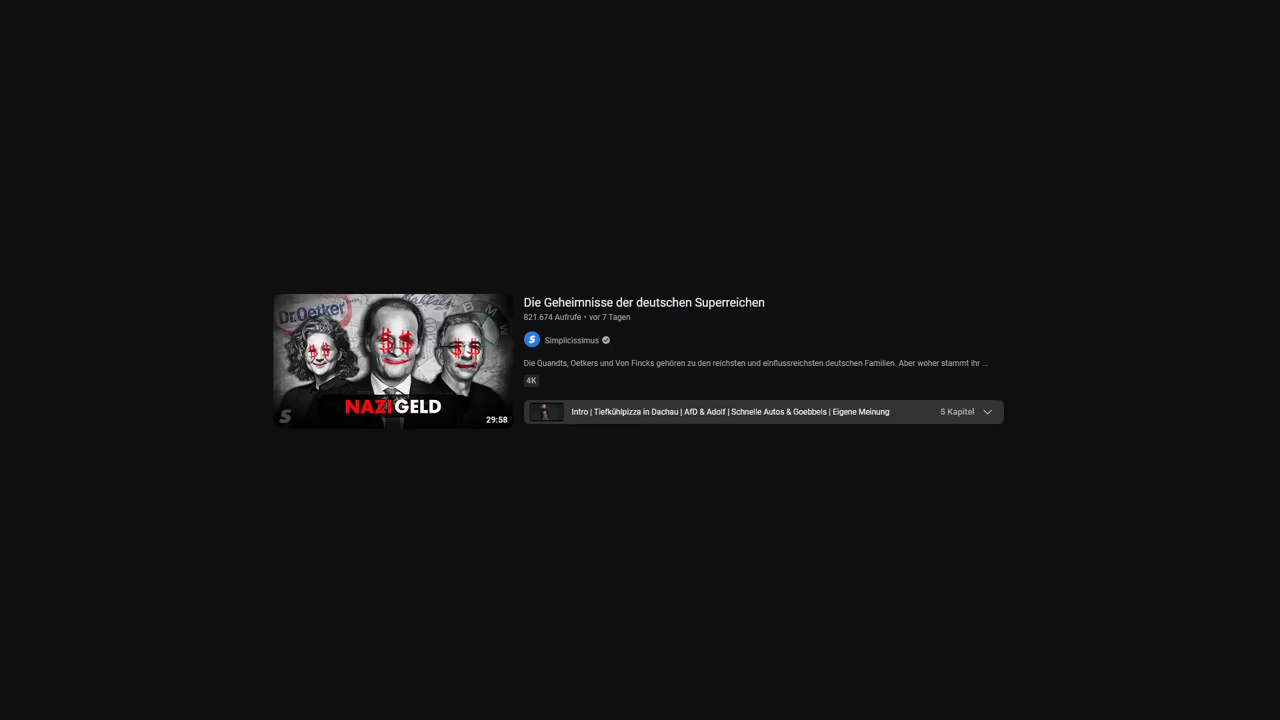 Dr.Oetker
B M W
NAZIGELD
S
29:58
Die Geheimnisse der deutschen Superreichen
821.674 Aufrufe • vor 7 Tagen
S Simplicissimus
Die Quandts, Oetkers und Von Fincks gehören zu den reichsten und einflussreichsten deutschen Familien. Aber woher stammt ihr ...
4K
Intro | Tiefkühlpizza in Dachau | AfD & Adolf | Schnelle Autos & Goebbels | Eigene Meinung 5 Kapitel